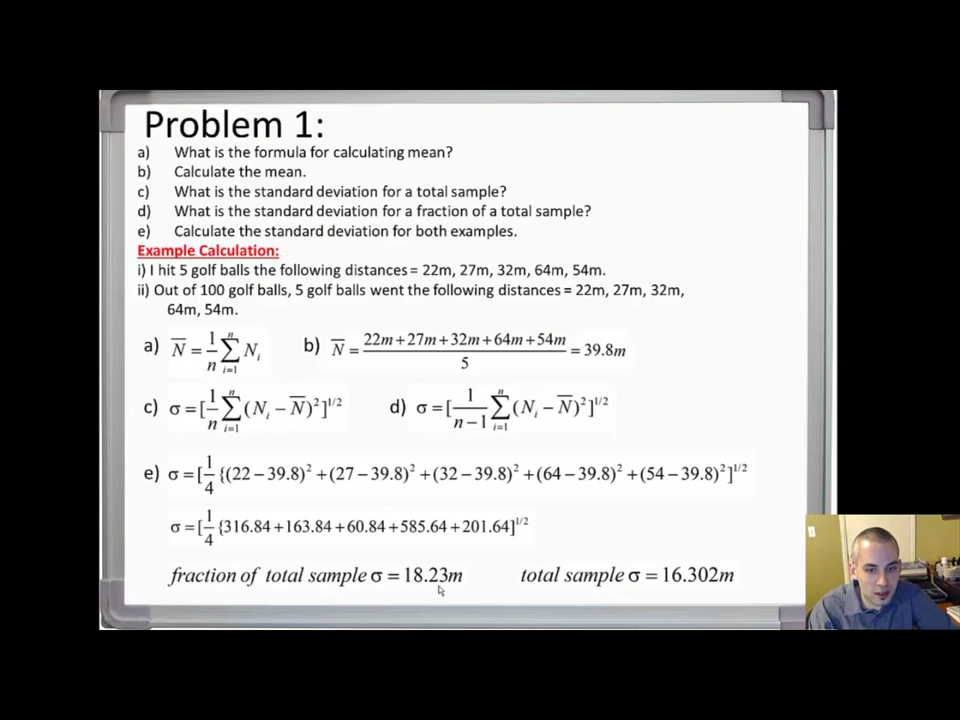 Problem 1:
a) What is the formula for calculating mean?
b) Calculate the mean.
c) What is the standard deviation for a total sample?
d) What is the standard deviation for a fraction of a total sample?
e) Calculate the standard deviation for both examples.
Example Calculation:
i) I hit 5 golf balls the following distances = 22m, 27m, 32m, 64m, 54m.
ii) Out of 100 golf balls, 5 golf balls went the following distances = 22m, 27m, 32m,
64m, 54m.
a) N̅ = 1/n ∑_{i=1}^{n} N_i b) N̅ = (22m+27m+32m+64m+54m)/5 = 39.8m
c) σ = [1/n ∑_{i=1}^{n} (N_i − N̅)²]^{1/2} d) σ = [1/(n−1) ∑_{i=1}^{n} (N_i − N̅)²]^{1/2}
e) σ = [1/4 {(22 − 39.8)² + (27 − 39.8)² + (32 − 39.8)² + (64 − 39.8)² + (54 − 39.8)²]^{1/2}
σ = [1/4 {316.84 + 163.84 + 60.84 + 585.64 + 201.64]^{1/2}
fraction of total sample σ = 18.23m total sample σ = 16.302m